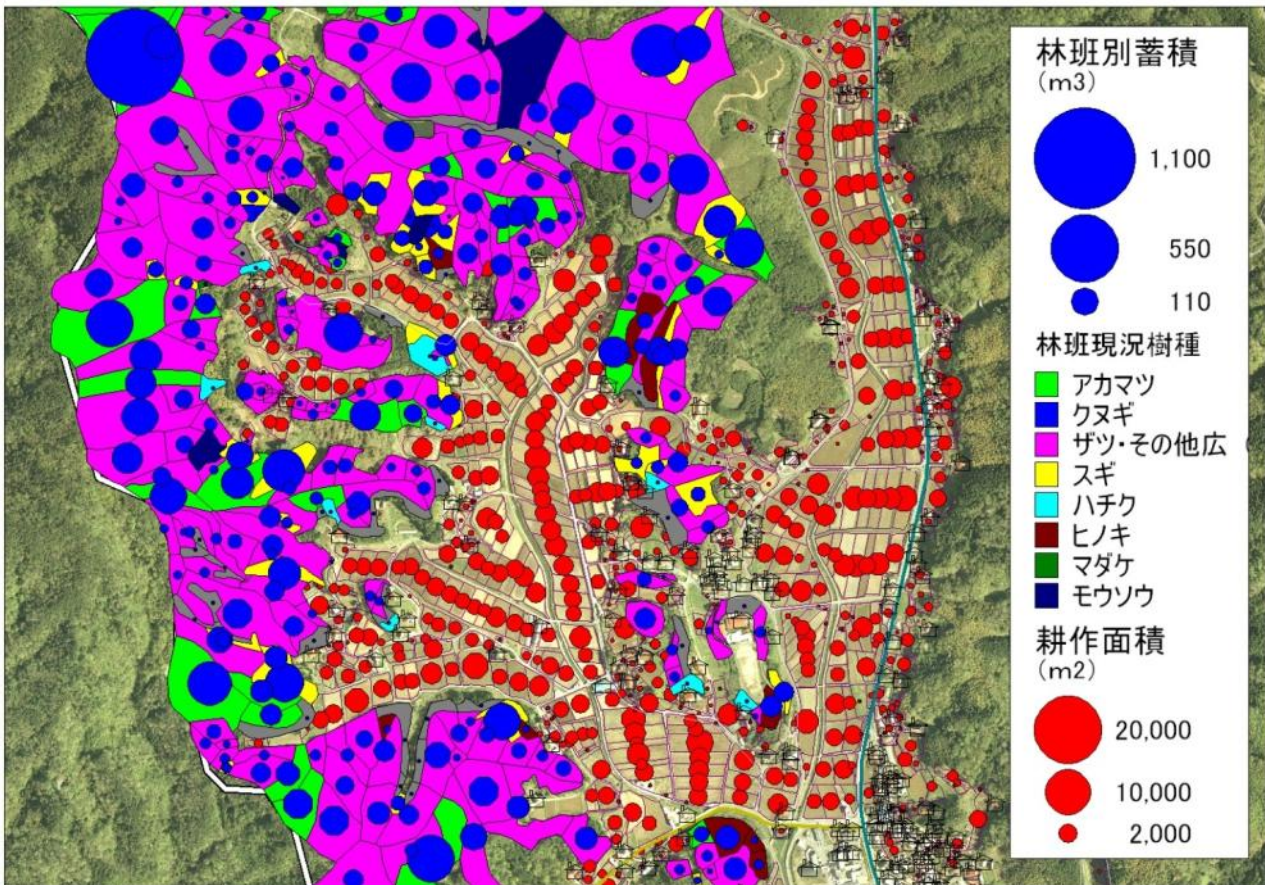 林班別蓄積
(m3)
1,100
550
110
林班現況樹種
アカマツ
クヌギ
ザツ・その他広
スギ
ハチク
ヒノキ
マダケ
モウソウ
耕作面積
(m2)
20,000
10,000
2,000